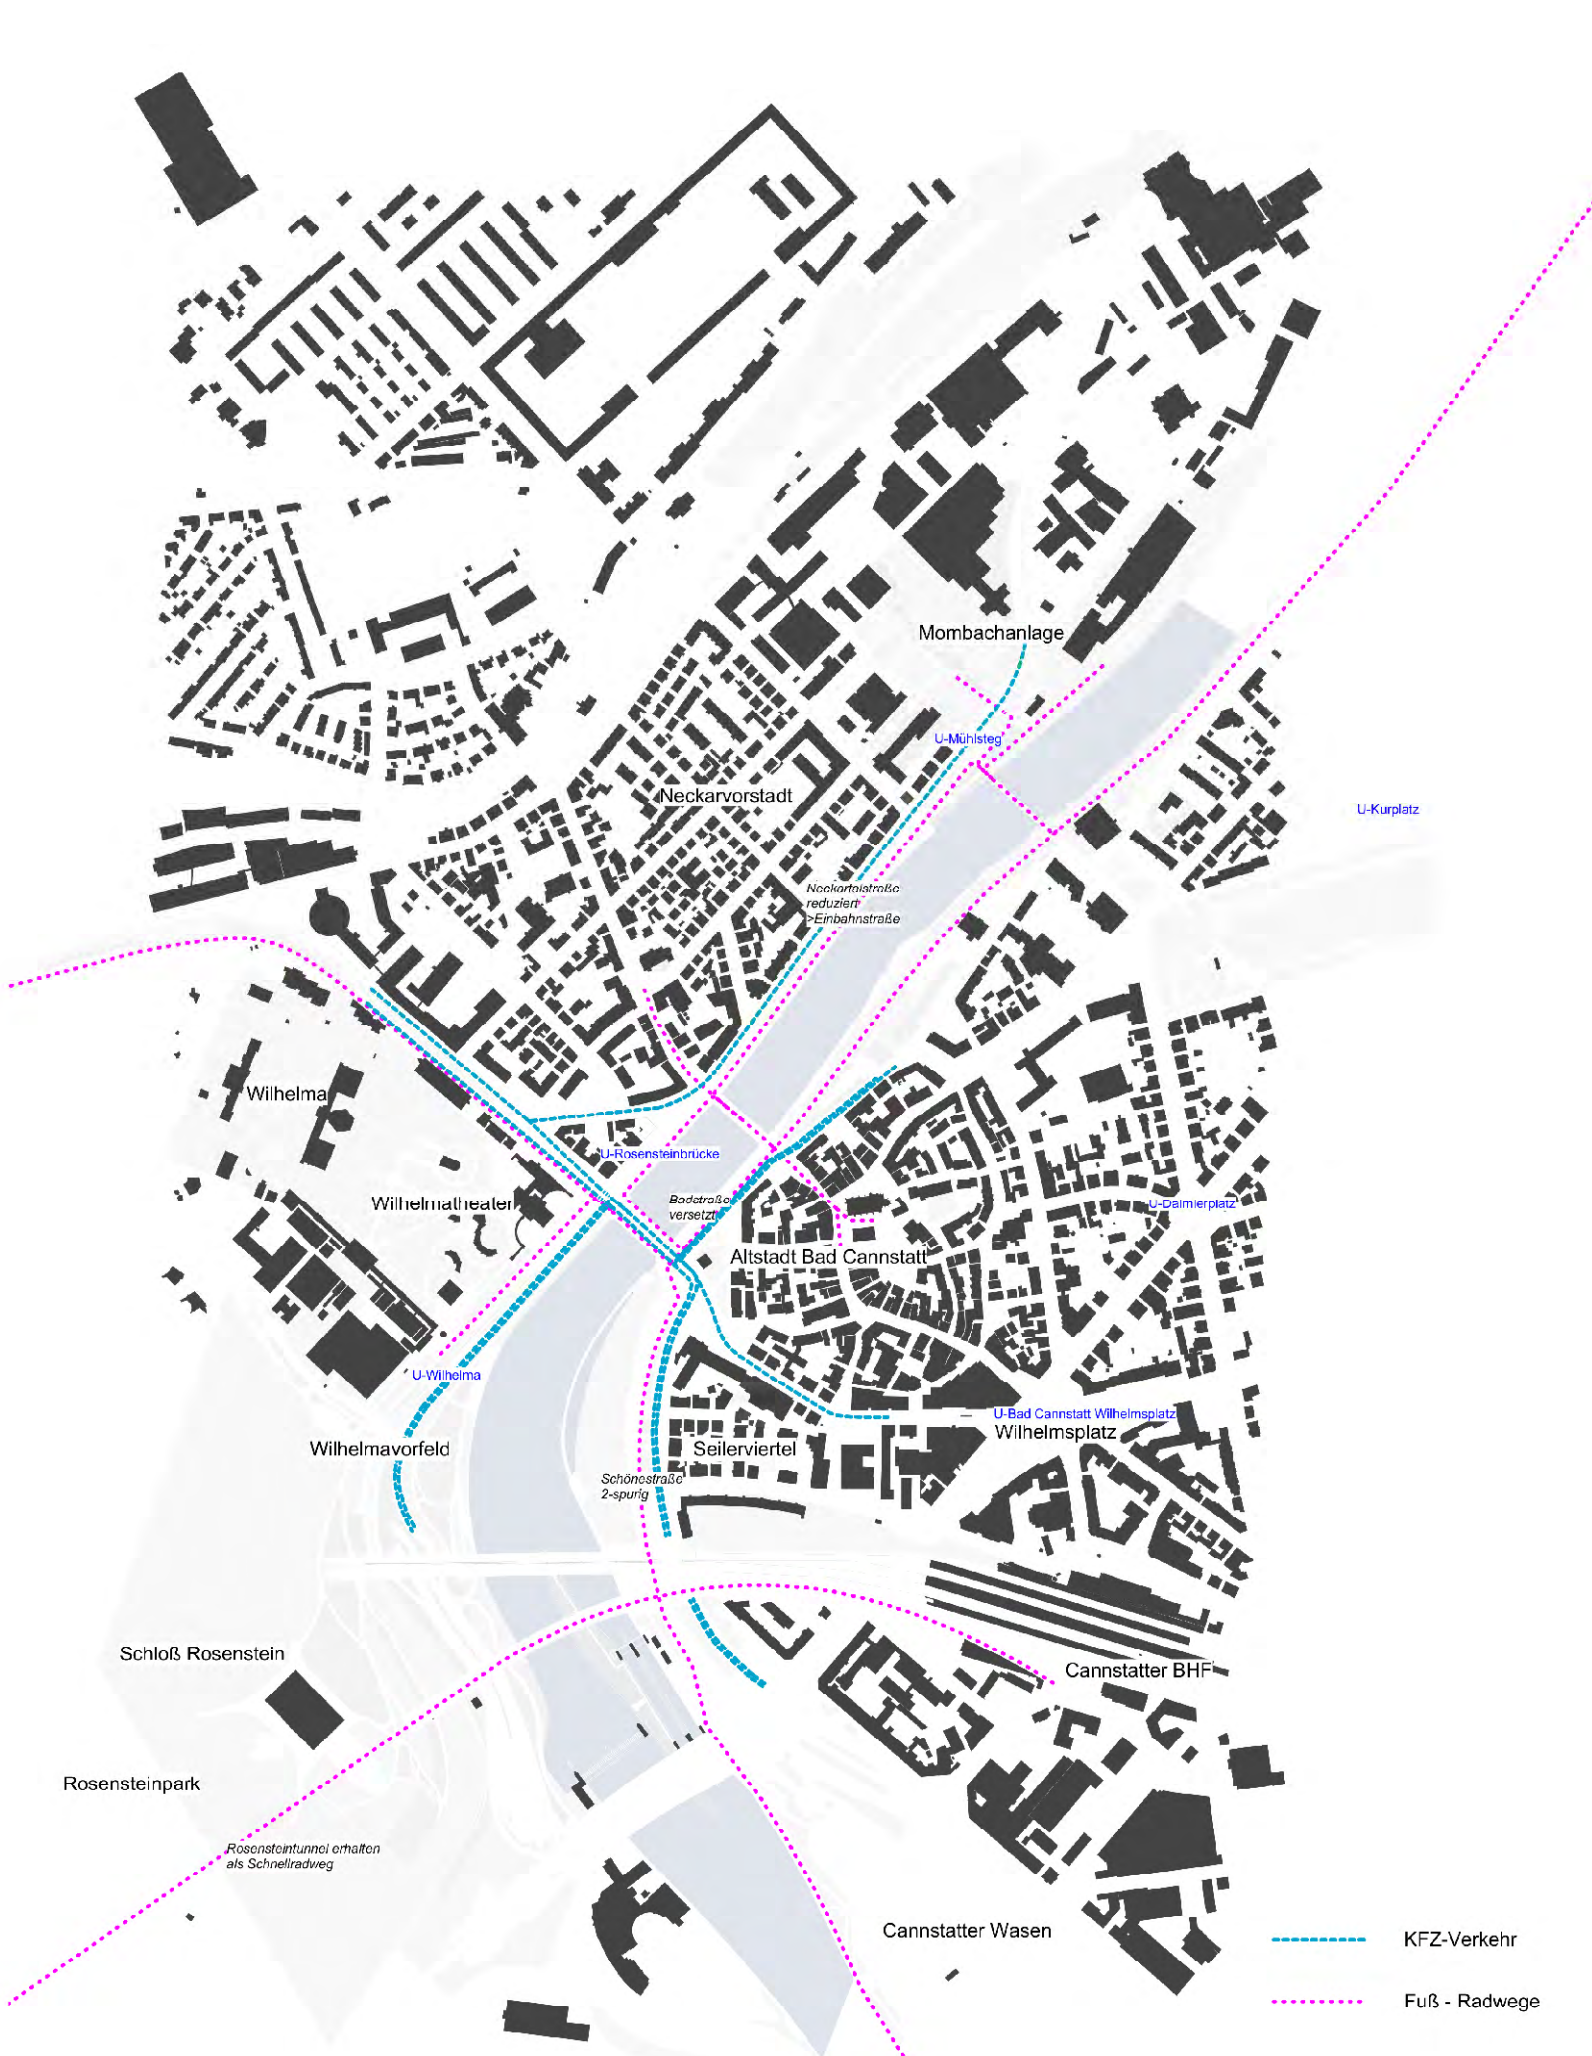 Mombachanlage
U-Mühlsteg
Neckarvorstadt
U-Kurplatz
Neckartalstraße
reduziert
>Einbahnstraße
Wilhelma
U-Rosensteinbrücke
Wilhelmatheater
Badstraße
versetzt
U-Daimlerplatz
Altstadt Bad Cannstatt
U-Wilhelma
U-Bad Cannstatt Wilhelmsplatz
Wilhelmsplatz
Wilhelmavorfeld
Seilerviertel
Schönestraße
2-spurig
Schloß Rosenstein
Cannstatter BHF
Rosensteinpark
Rosensteintunnel erhalten
als Schnellradweg
Cannstatter Wasen
KFZ-Verkehr
Fuß - Radwege